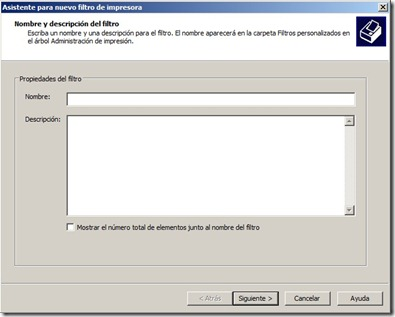 Asistente para nuevo filtro de impresora
Nombre y descripción del filtro
Escriba un nombre y una descripción para el filtro. El nombre aparecerá en la carpeta Filtros personalizados en
el árbol Administración de impresión.
Propiedades del filtro
Nombre:
Descripción:
Mostrar el número total de elementos junto al nombre del filtro
< Atrás
Siguiente >
Cancelar
Ayuda